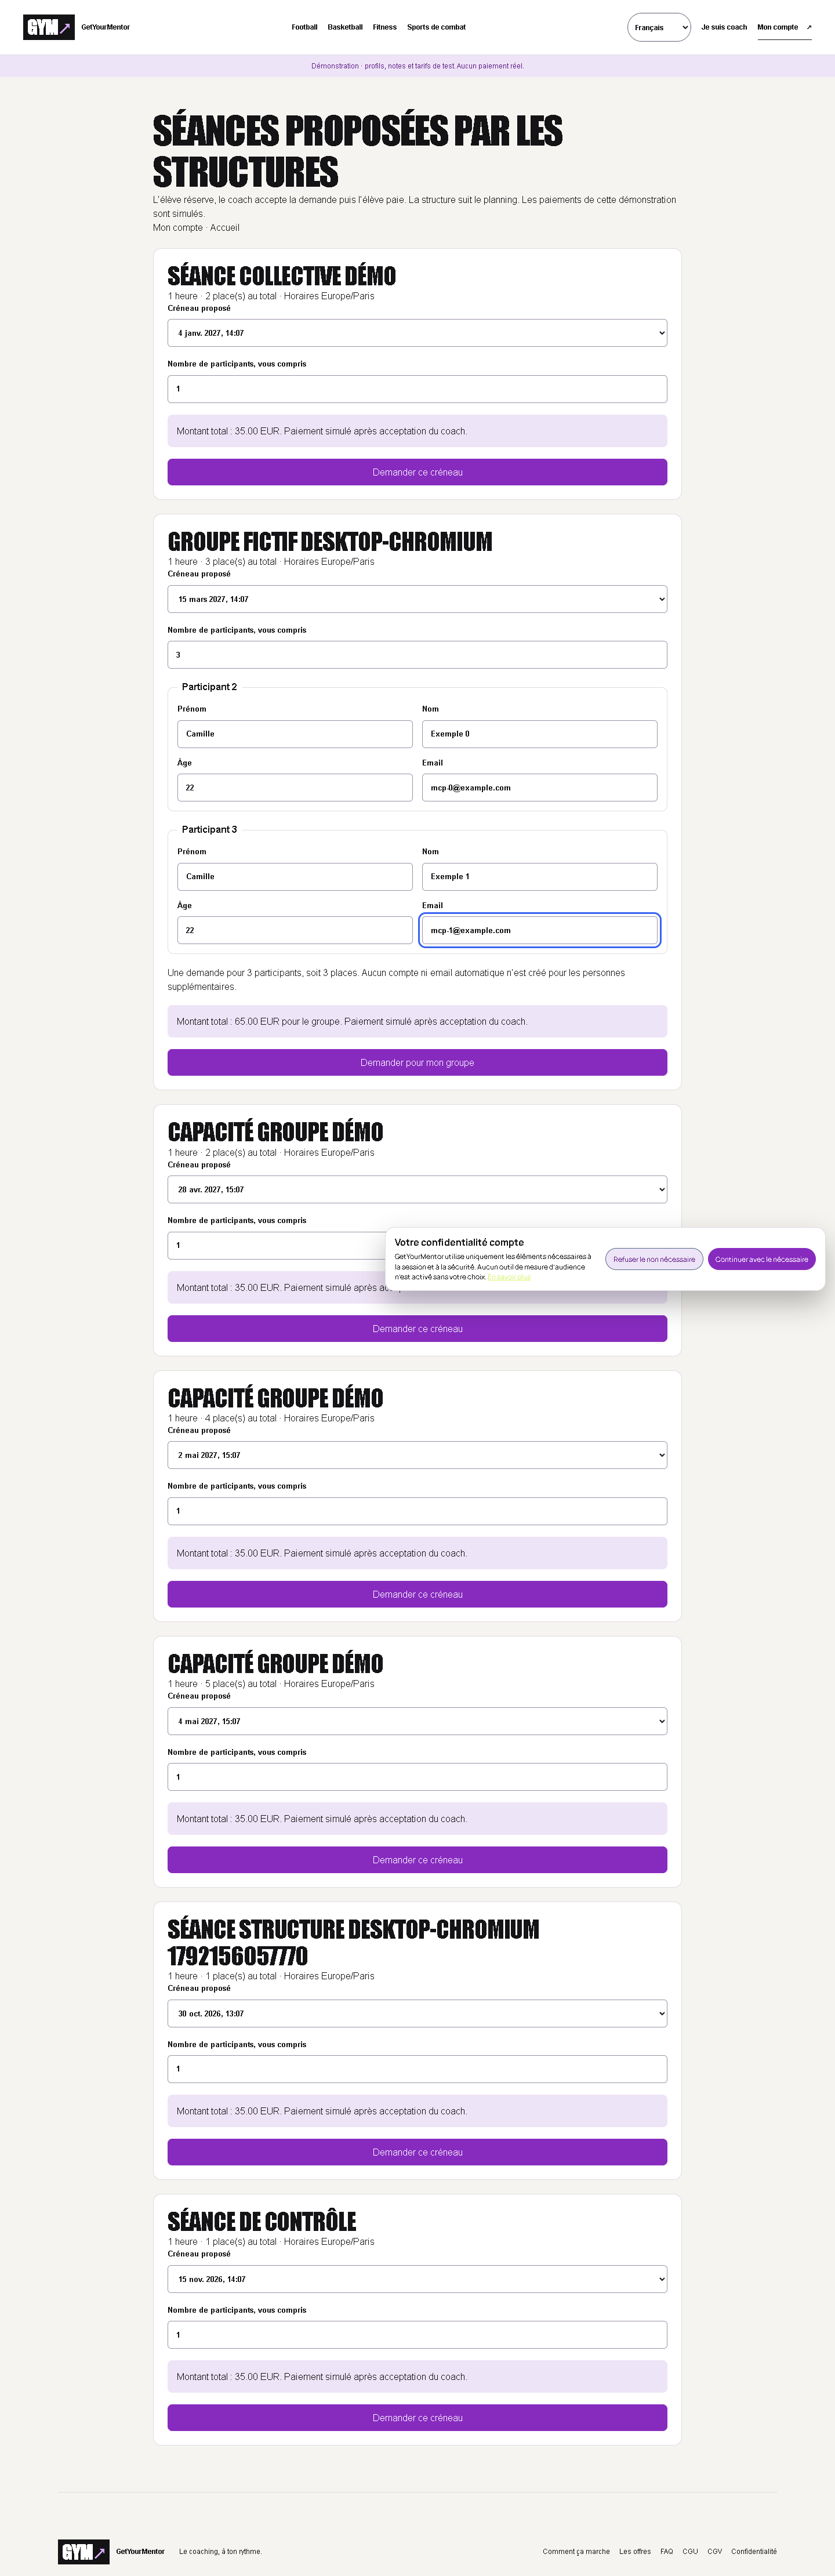 GYM↗ GetYourMentor Football Basketball Fitness Sports de combat Français Je suis coach Mon compte ↗
Démonstration · profils, notes et tarifs de test. Aucun paiement réel.
SÉANCES PROPOSÉES PAR LES
STRUCTURES
L'élève réserve, le coach accepte la demande puis l'élève paie. La structure suit le planning. Les paiements de cette démonstration
sont simulés.
Mon compte · Accueil
SÉANCE COLLECTIVE DÉMO
1 heure · 2 place(s) au total · Horaires Europe/Paris
Créneau proposé
4 janv. 2027, 14:07
Nombre de participants, vous compris
1
Montant total : 35.00 EUR. Paiement simulé après acceptation du coach.
Demander ce créneau
GROUPE FICTIF DESKTOP-CHROMIUM
1 heure · 3 place(s) au total · Horaires Europe/Paris
Créneau proposé
15 mars 2027, 14:07
Nombre de participants, vous compris
3
Participant 2
Prénom Nom
Camille Exemple 0
Âge Email
22 mcp-0@example.com
Participant 3
Prénom Nom
Camille Exemple 1
Âge Email
22 mcp-1@example.com
Une demande pour 3 participants, soit 3 places. Aucun compte ni email automatique n'est créé pour les personnes
supplémentaires.
Montant total : 65.00 EUR pour le groupe. Paiement simulé après acceptation du coach.
Demander pour mon groupe
CAPACITÉ GROUPE DÉMO
1 heure · 2 place(s) au total · Horaires Europe/Paris
Créneau proposé
28 avr. 2027, 15:07
Nombre de participants, vous compris
1
Montant total : 35.00 EUR. Paiement simulé après
Votre confidentialité compte
GetYourMentor utilise uniquement les éléments nécessaires à
la session et à la sécurité. Aucun outil de mesure d'audience
n'est activé sans votre choix. En savoir plus
Refuser le non nécessaire Continuer avec le nécessaire
Demander ce créneau
CAPACITÉ GROUPE DÉMO
1 heure · 4 place(s) au total · Horaires Europe/Paris
Créneau proposé
2 mai 2027, 15:07
Nombre de participants, vous compris
1
Montant total : 35.00 EUR. Paiement simulé après acceptation du coach.
Demander ce créneau
CAPACITÉ GROUPE DÉMO
1 heure · 5 place(s) au total · Horaires Europe/Paris
Créneau proposé
4 mai 2027, 15:07
Nombre de participants, vous compris
1
Montant total : 35.00 EUR. Paiement simulé après acceptation du coach.
Demander ce créneau
SÉANCE STRUCTURE DESKTOP-CHROMIUM
1792156057770
1 heure · 1 place(s) au total · Horaires Europe/Paris
Créneau proposé
30 oct. 2026, 13:07
Nombre de participants, vous compris
1
Montant total : 35.00 EUR. Paiement simulé après acceptation du coach.
Demander ce créneau
SÉANCE DE CONTRÔLE
1 heure · 1 place(s) au total · Horaires Europe/Paris
Créneau proposé
15 nov. 2026, 14:07
Nombre de participants, vous compris
1
Montant total : 35.00 EUR. Paiement simulé après acceptation du coach.
Demander ce créneau
GYM↗ GetYourMentor Le coaching, à ton rythme. Comment ça marche Les offres FAQ CGU CGV Confidentialité